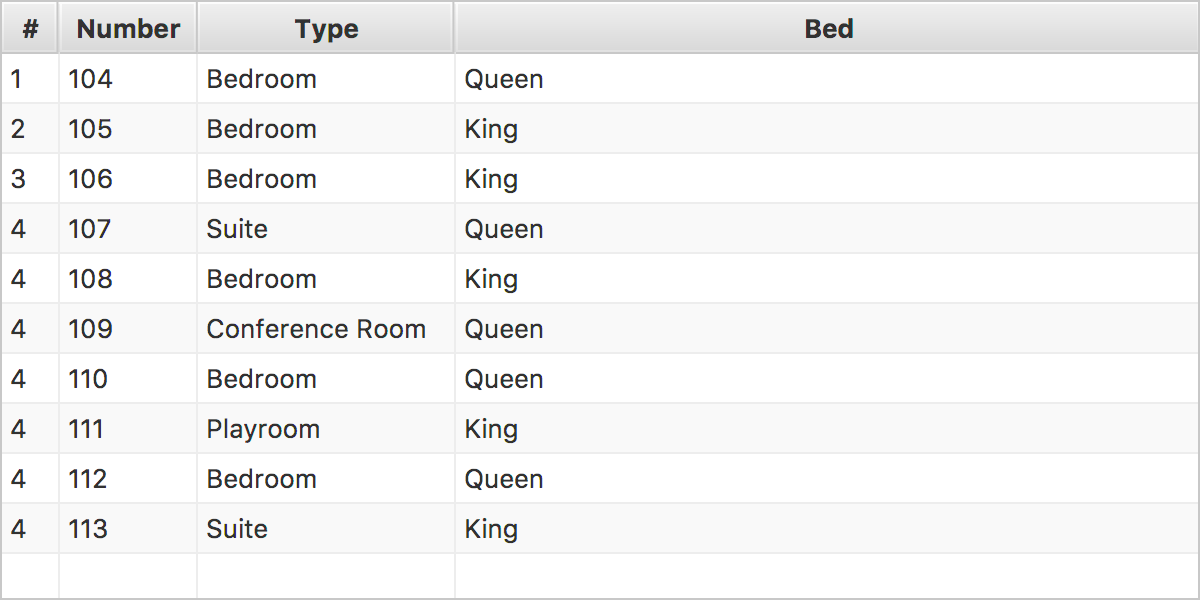 # Number Type Bed
1 104 Bedroom Queen
2 105 Bedroom King
3 106 Bedroom King
4 107 Suite Queen
4 108 Bedroom King
4 109 Conference Room Queen
4 110 Bedroom Queen
4 111 Playroom King
4 112 Bedroom Queen
4 113 Suite King